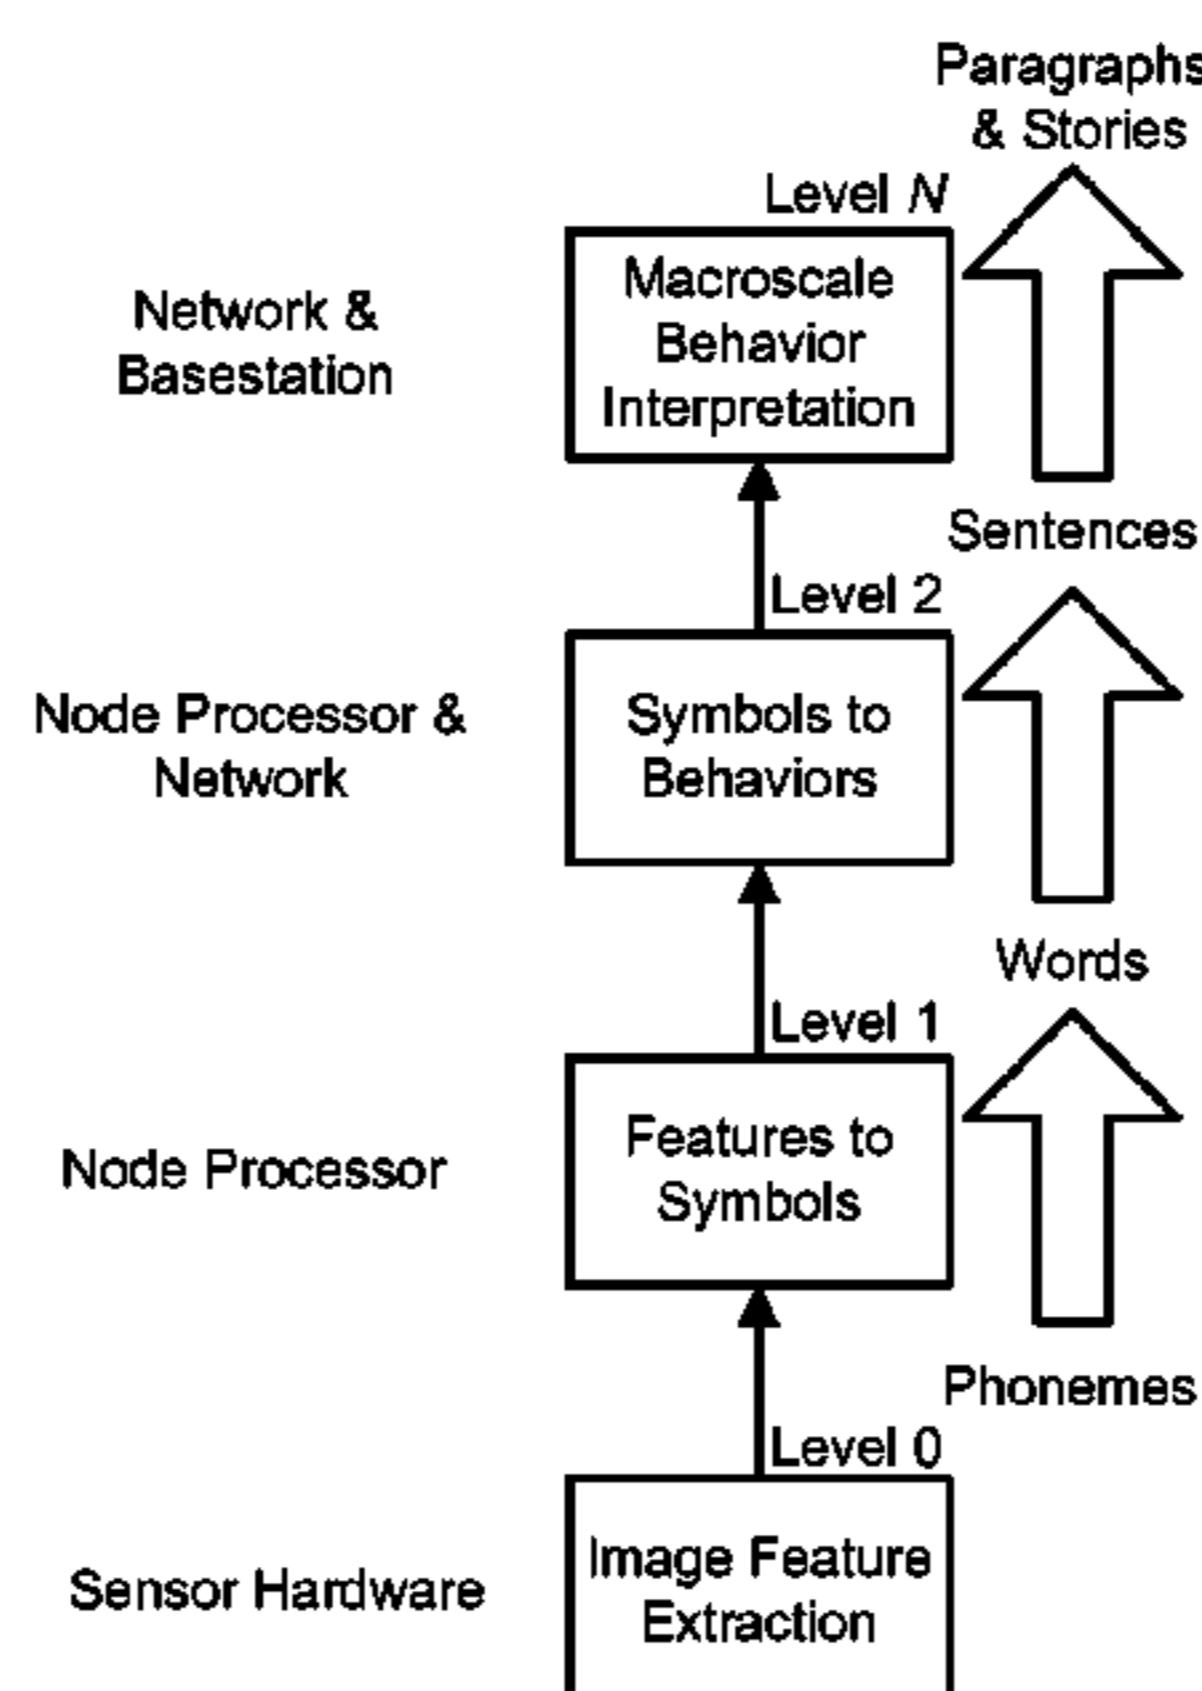 Paragraphs
& Stories
Level N
Network &
Basestation
Macroscale
Behavior
Interpretation
Sentences
Level 2
Node Processor &
Network
Symbols to
Behaviors
Words
Level 1
Node Processor
Features to
Symbols
Phonemes
Level 0
Sensor Hardware
Image Feature
Extraction